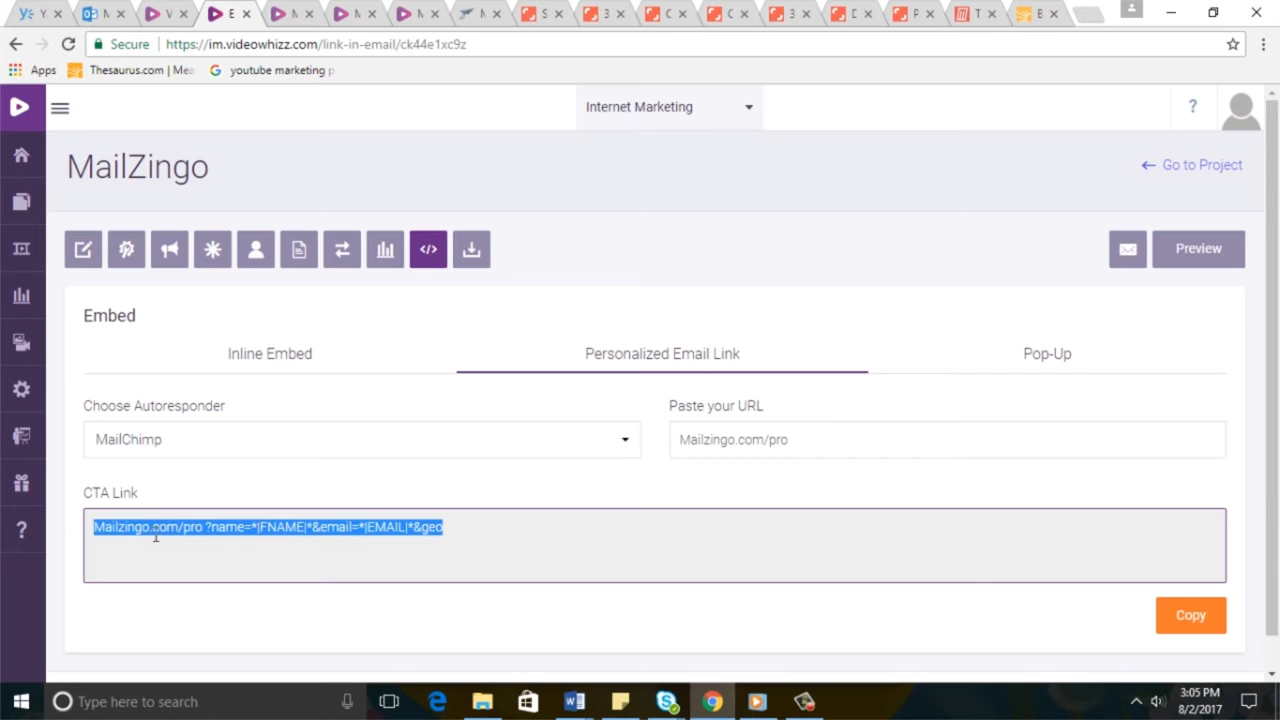 Secure https://im.videowhizz.com/link-in-email/ck44e1xc9z
Apps Thesaurus.com | Mea youtube marketing p
Internet Marketing ?
MailZingo
← Go to Project
Preview
Embed
Inline Embed Personalized Email Link Pop-Up
Choose Autoresponder Paste your URL
MailChimp Mailzingo.com/pro
CTA Link
Mailzingo.com/pro ?name=*|FNAME|*&email=*|EMAIL|*&geo
Copy
Type here to search
3:05 PM
8/2/2017